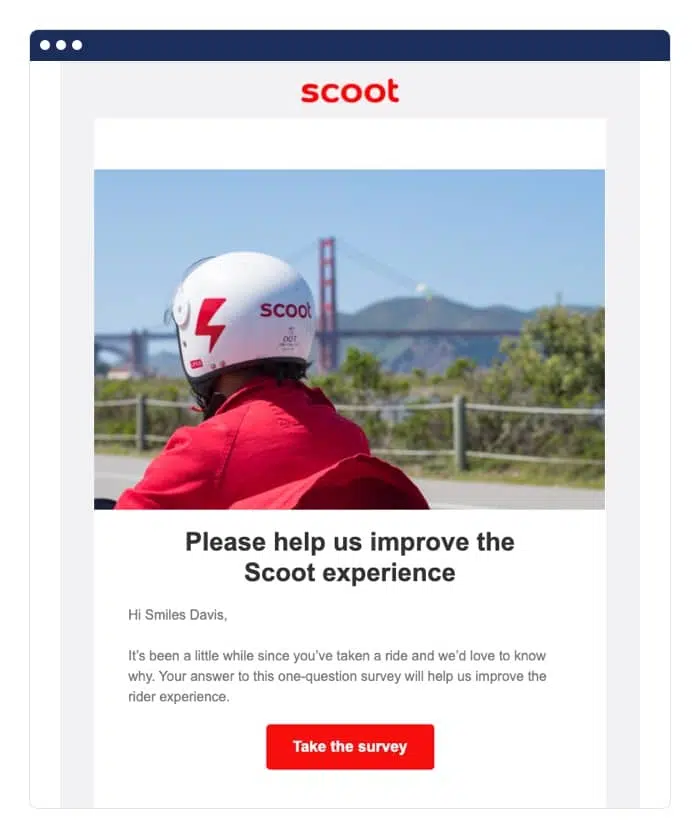 scoot
scoot
DOT
Please help us improve the
Scoot experience
Hi Smiles Davis,
It’s been a little while since you’ve taken a ride and we’d love to know
why. Your answer to this one-question survey will help us improve the
rider experience.
Take the survey